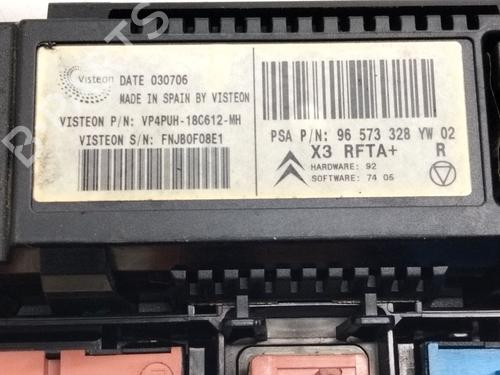 Visteon
DATE 030706
MADE IN SPAIN BY VISTEON
VISTEON P/N: VP4PUH-18C612-MH
VISTEON S/N: FNJB0F08E1
PSA P/N: 96 573 328 YW 02
X3 RFTA+ R
HARDWARE: 92
SOFTWARE: 74 06